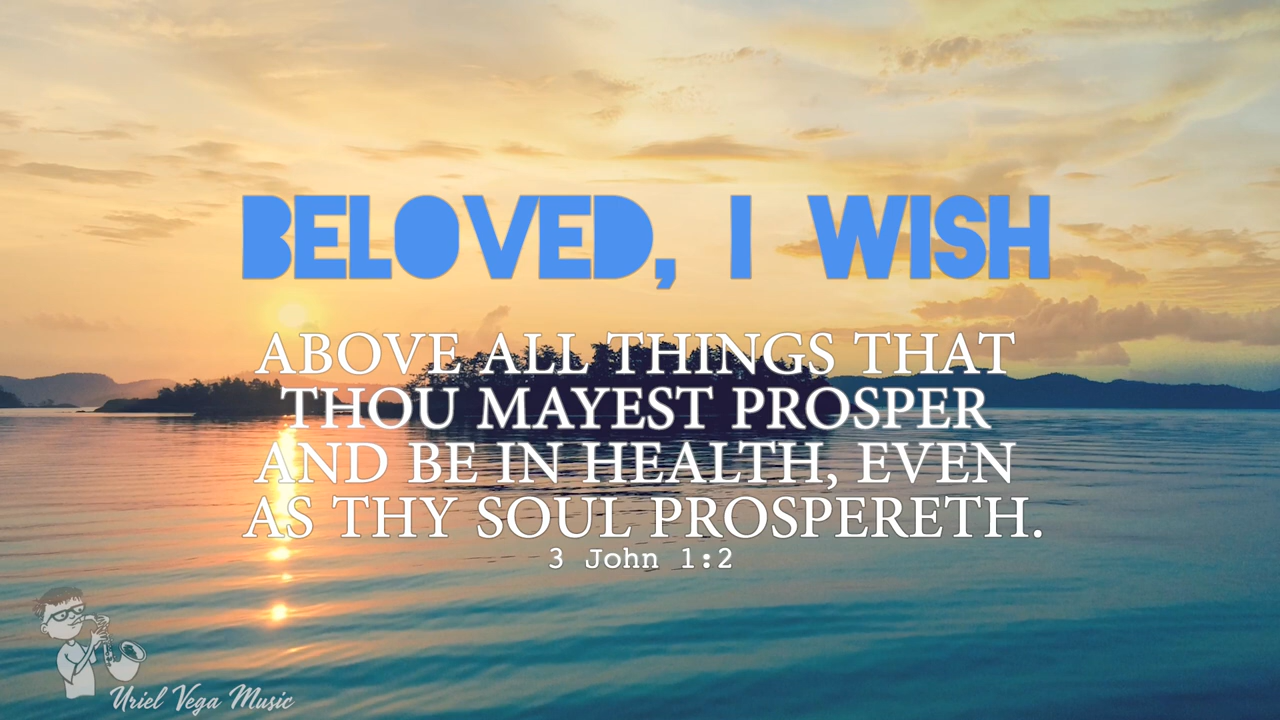 BELOVED, I WISH
ABOVE ALL THINGS THAT
THOU MAYEST PROSPER
AND BE IN HEALTH, EVEN
AS THY SOUL PROSPERETH.
3 John 1:2
Uriel Vega Music